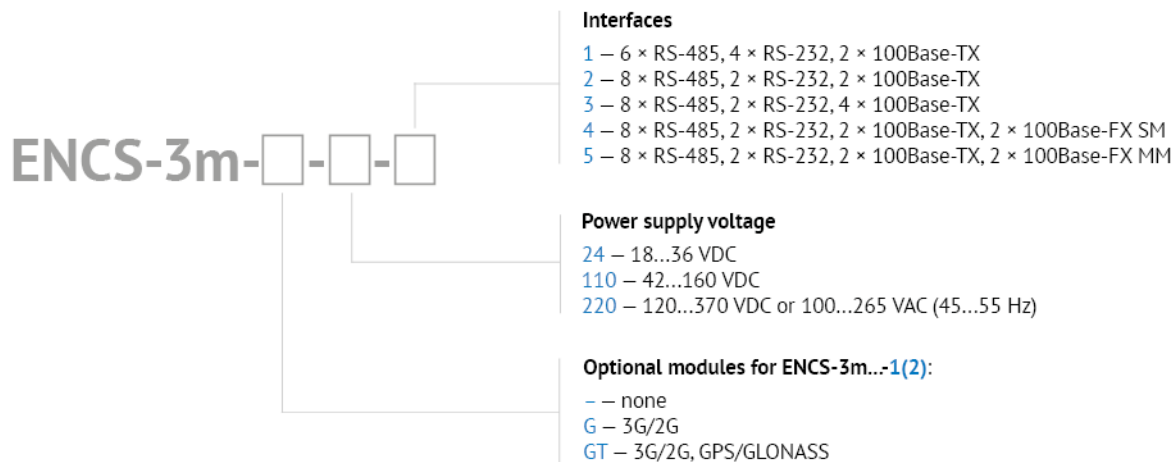 Interfaces
1 – 6 × RS-485, 4 × RS-232, 2 × 100Base-TX
2 – 8 × RS-485, 2 × RS-232, 2 × 100Base-TX
3 – 8 × RS-485, 2 × RS-232, 4 × 100Base-TX
4 – 8 × RS-485, 2 × RS-232, 2 × 100Base-TX, 2 × 100Base-FX SM
5 – 8 × RS-485, 2 × RS-232, 2 × 100Base-TX, 2 × 100Base-FX MM
ENCS-3m-□-□-□
Power supply voltage
24 – 18...36 VDC
110 – 42...160 VDC
220 – 120...370 VDC or 100...265 VAC (45...55 Hz)
Optional modules for ENCS-3m...-1(2):
– – none
G – 3G/2G
GT – 3G/2G, GPS/GLONASS